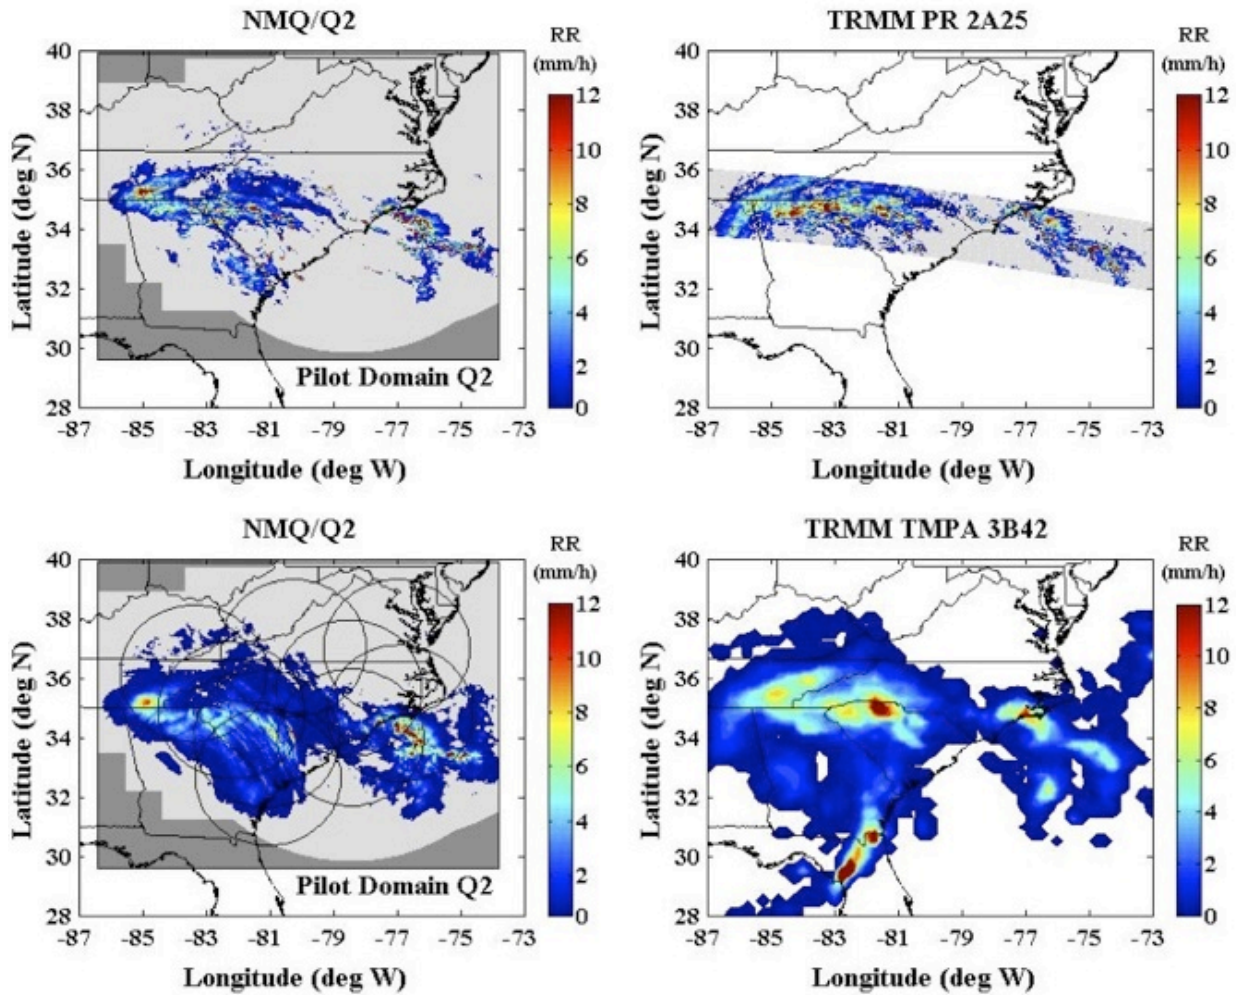 NMQ/Q2
RR
(mm/h)
40
38
36
34
32
30
28
Latitude (deg N)
12
10
8
6
4
2
0
Pilot Domain Q2
-87 -85 -83 -81 -79 -77 -75 -73
Longitude (deg W)
TRMM PR 2A25
RR
(mm/h)
40
38
36
34
32
30
28
Latitude (deg N)
12
10
8
6
4
2
0
-87 -85 -83 -81 -79 -77 -75 -73
Longitude (deg W)
NMQ/Q2
RR
(mm/h)
40
38
36
34
32
30
28
Latitude (deg N)
12
10
8
6
4
2
0
Pilot Domain Q2
-87 -85 -83 -81 -79 -77 -75 -73
Longitude (deg W)
TRMM TMPA 3B42
RR
(mm/h)
40
38
36
34
32
30
28
Latitude (deg N)
12
10
8
6
4
2
0
-87 -85 -83 -81 -79 -77 -75 -73
Longitude (deg W)